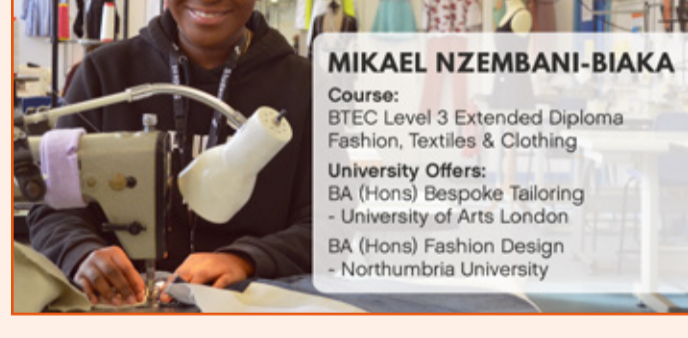 MIKAEL NZEMBANI-BIAKA
Course:
BTEC Level 3 Extended Diploma
Fashion, Textiles & Clothing
University Offers:
BA (Hons) Bespoke Tailoring
- University of Arts London
BA (Hons) Fashion Design
- Northumbria University